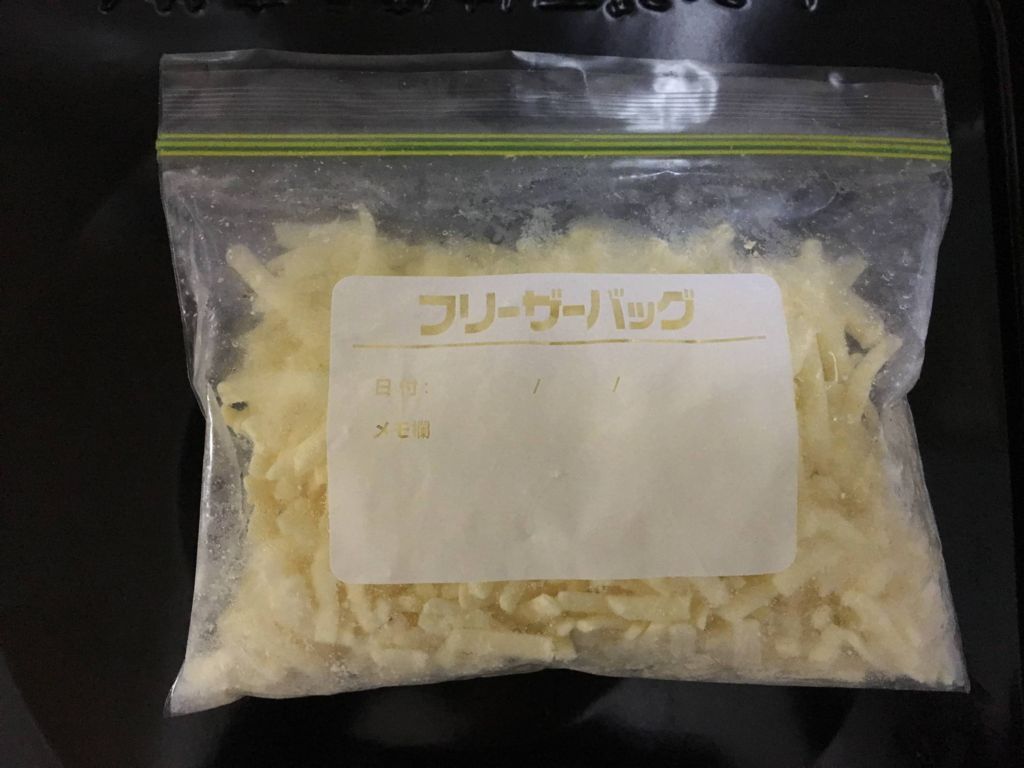 フリーザーバッグ
日付: / /
メモ欄